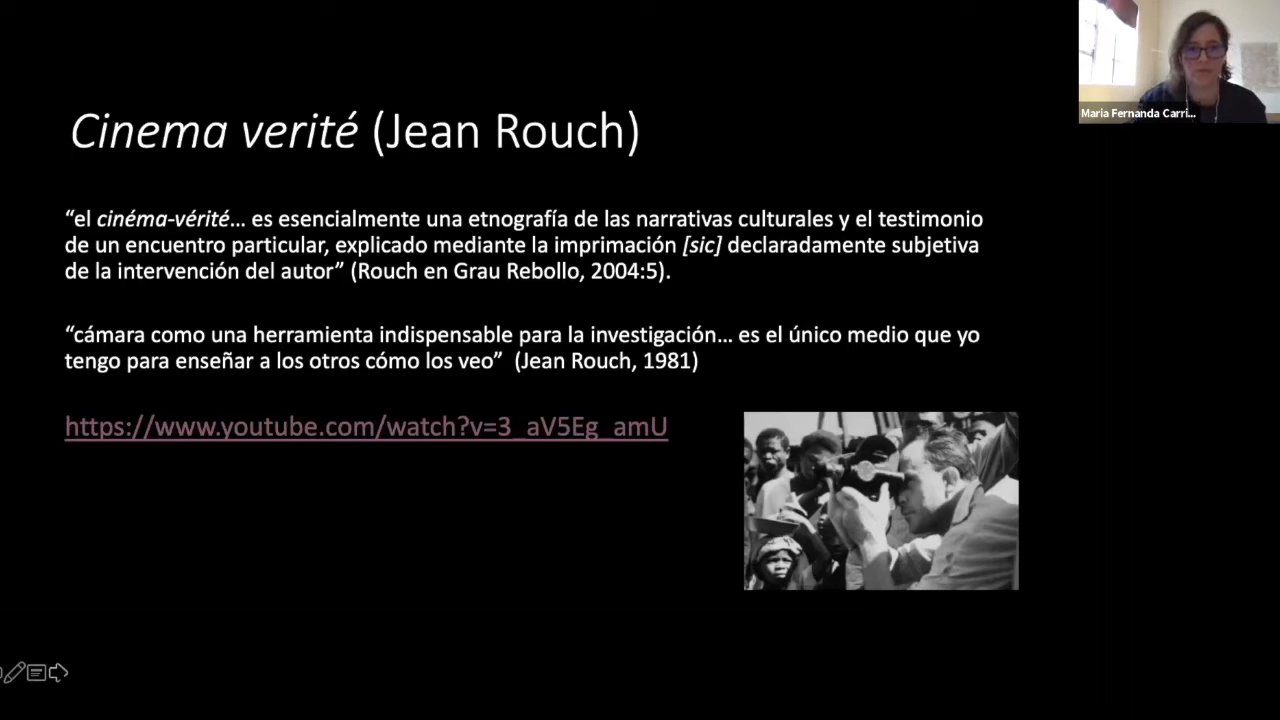 Cinema verité (Jean Rouch)
“el cinéma-vérité… es esencialmente una etnografía de las narrativas culturales y el testimonio
de un encuentro particular, explicado mediante la imprimación [sic] declaradamente subjetiva
de la intervención del autor” (Rouch en Grau Rebollo, 2004:5).
“cámara como una herramienta indispensable para la investigación… es el único medio que yo
tengo para enseñar a los otros cómo los veo”  (Jean Rouch, 1981)
https://www.youtube.com/watch?v=3_aV5Eg_amU
Maria Fernanda Carri...